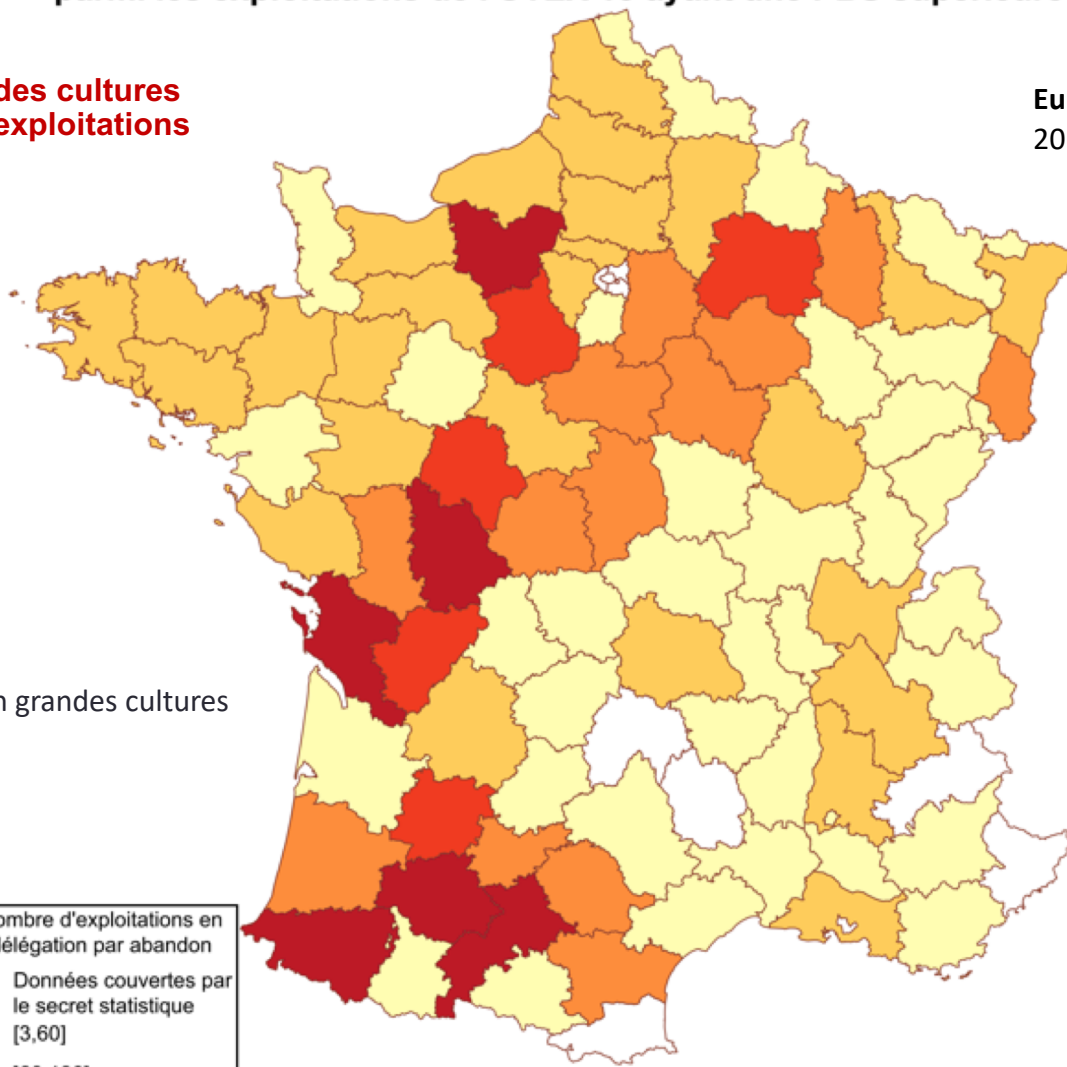 des cultures
exploitations
Eu
20
n grandes cultures
ombre d'exploitations en
délégation par abandon
Données couvertes par
le secret statistique
[3,60]